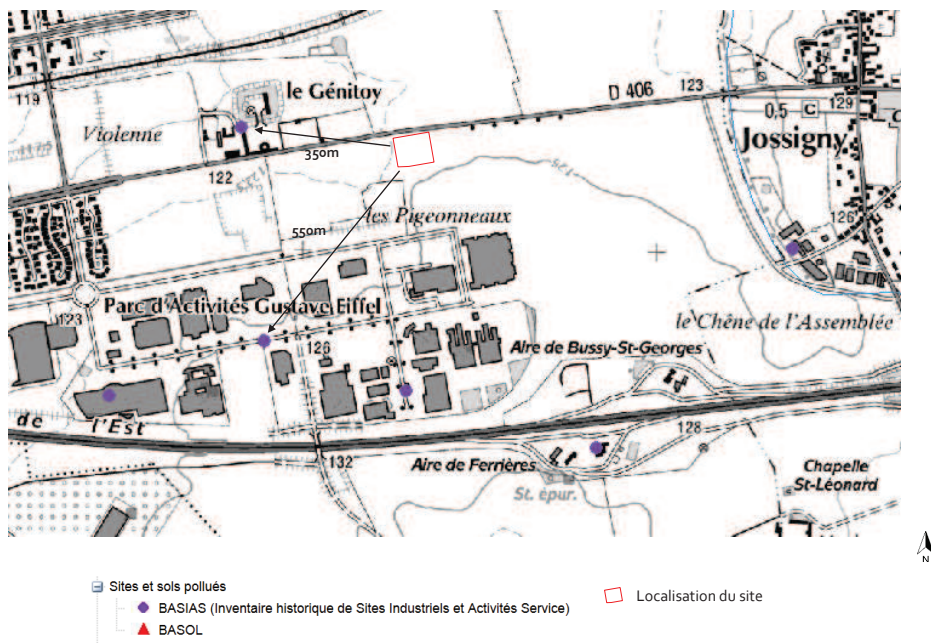 119
le Génitoy
Violenne
D 406
123
0,5 C
129
Jossigny
350m
122
les Pigeonneaux
126
550m
Parc d'Activités Gustave Eiffel
123
126
le Chêne de l'Assemblée
Aire de Bussy-St-Georges
de l'Est
128
132
Aire de Ferrières
St. épur.
Chapelle
St-Léonard
N
Sites et sols pollués
BASIAS (Inventaire historique de Sites Industriels et Activités Service)
BASOL
Localisation du site